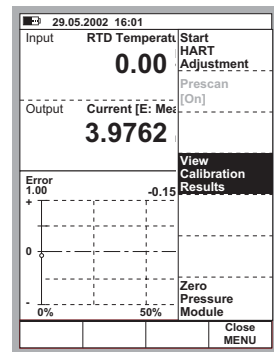 29.05.2002 16:01
Input RTD Temperatu
0.00
Output Current [E: Mea
3.9762
Error
1.00 -0.15
+
0
-
0% 50%
Start
HART
Adjustment
Prescan
[On]
View
Calibration
Results
Zero
Pressure
Module
Close
MENU